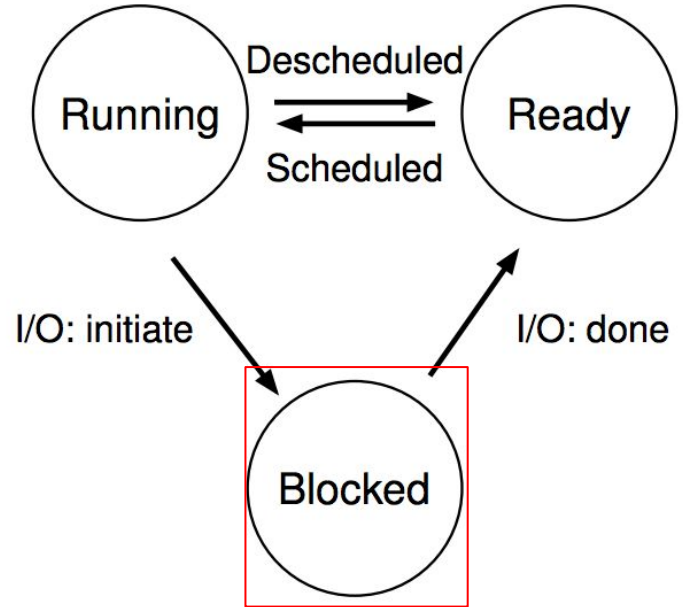 Descheduled
Running
Ready
Scheduled
I/O: initiate
I/O: done
Blocked